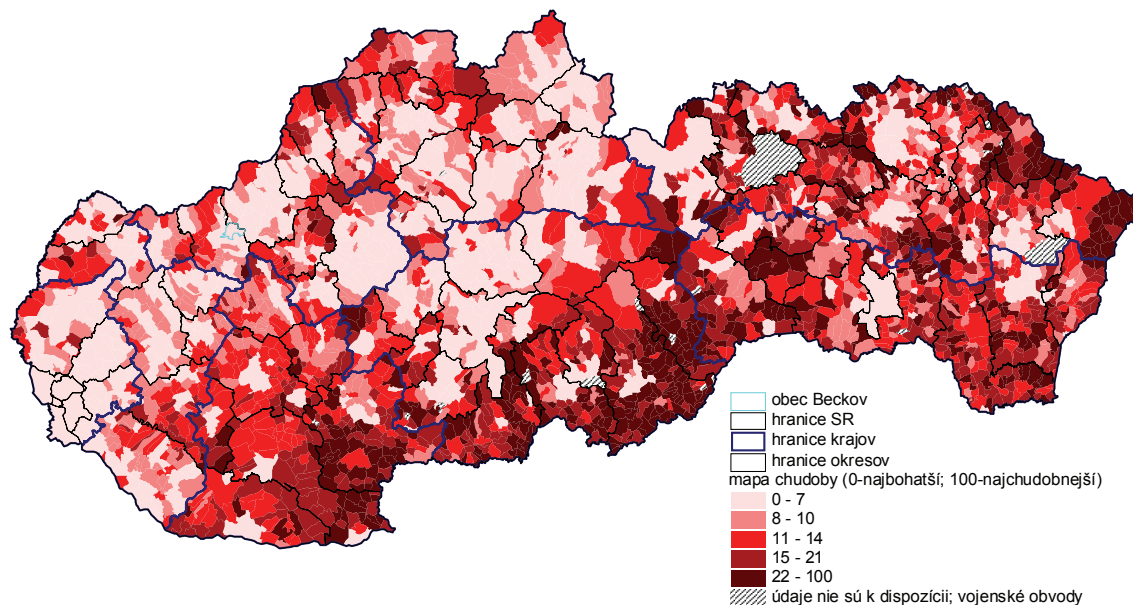 obec Beckov
hranice SR
hranice krajov
hranice okresov
mapa chudoby (0-najbohatší; 100-najchudobnejší)
0 - 7
8 - 10
11 - 14
15 - 21
22 - 100
údaje nie sú k dispozícii; vojenské obvody